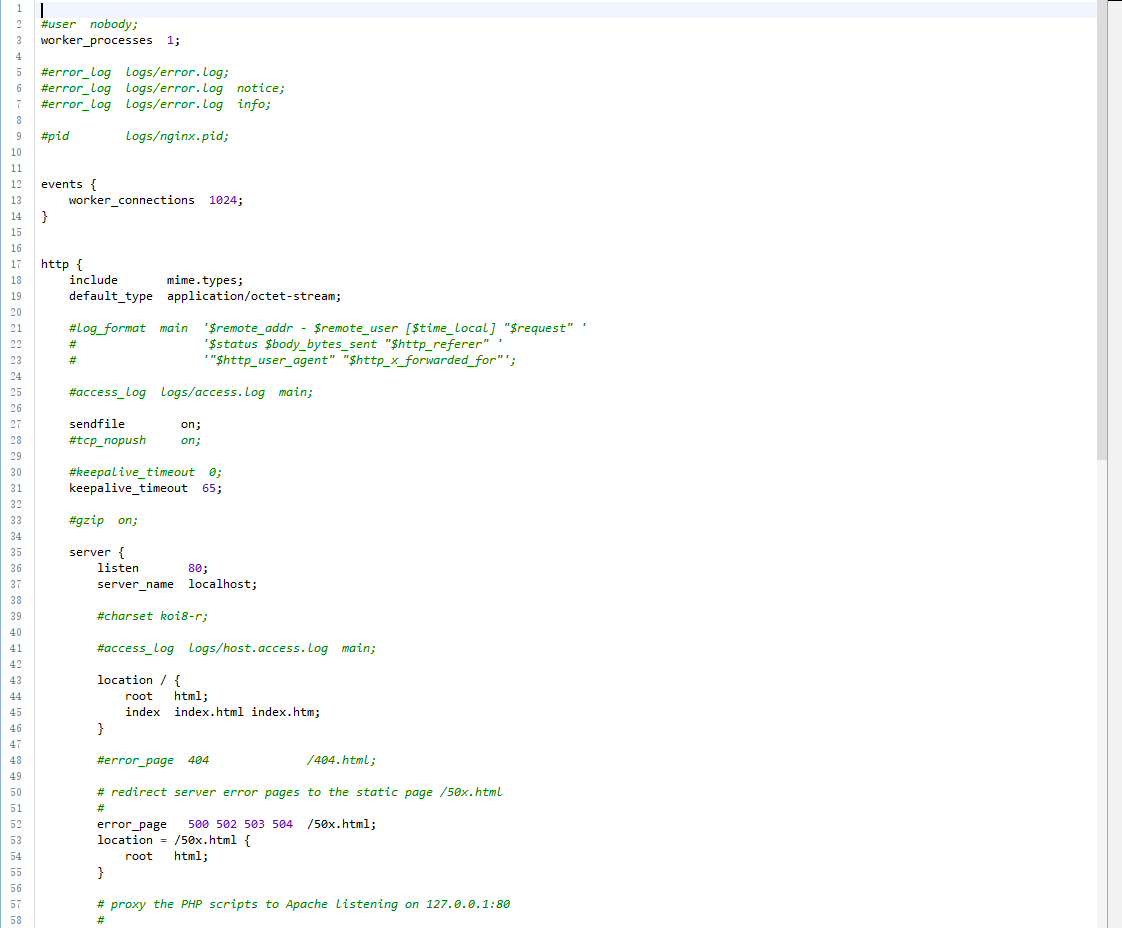 1
2 #user  nobody;
3 worker_processes  1;
4
5 #error_log  logs/error.log;
6 #error_log  logs/error.log  notice;
7 #error_log  logs/error.log  info;
8
9 #pid        logs/nginx.pid;
10
11
12 events {
13     worker_connections  1024;
14 }
15
16
17 http {
18     include       mime.types;
19     default_type  application/octet-stream;
20
21     #log_format  main  '$remote_addr - $remote_user [$time_local] "$request" '
22     #                  '$status $body_bytes_sent "$http_referer" '
23     #                  '"$http_user_agent" "$http_x_forwarded_for"';
24
25     #access_log  logs/access.log  main;
26
27     sendfile        on;
28     #tcp_nopush     on;
29
30     #keepalive_timeout  0;
31     keepalive_timeout  65;
32
33     #gzip  on;
34
35     server {
36         listen       80;
37         server_name  localhost;
38
39         #charset koi8-r;
40
41         #access_log  logs/host.access.log  main;
42
43         location / {
44             root   html;
45             index  index.html index.htm;
46         }
47
48         #error_page  404              /404.html;
49
50         # redirect server error pages to the static page /50x.html
51         #
52         error_page   500 502 503 504  /50x.html;
53         location = /50x.html {
54             root   html;
55         }
56
57         # proxy the PHP scripts to Apache listening on 127.0.0.1:80
58         #